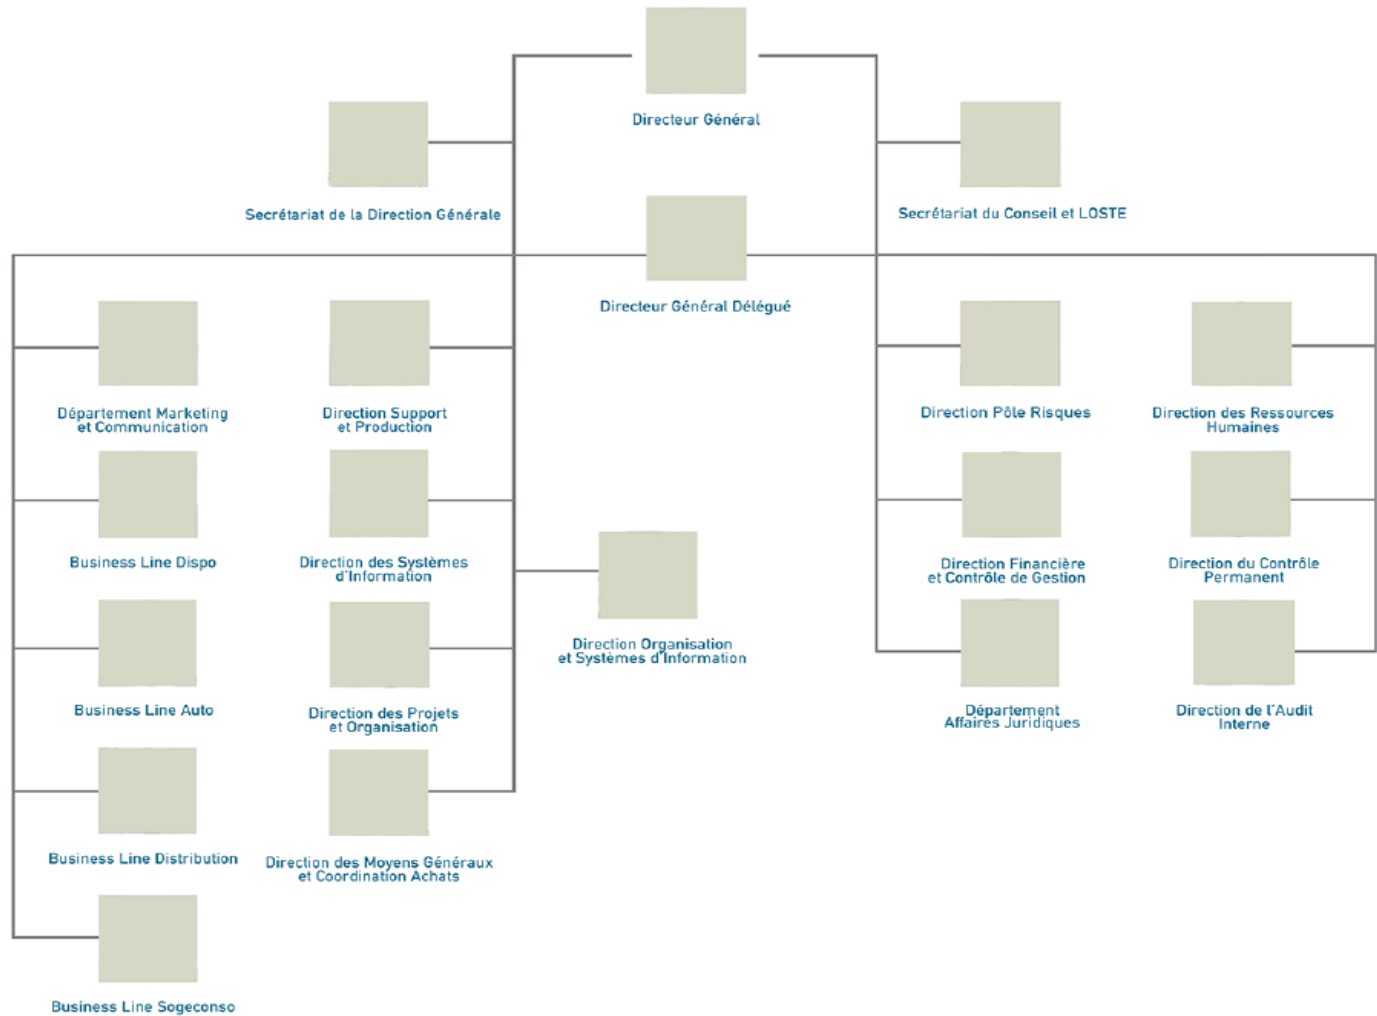 Directeur Général
Secrétariat de la Direction Générale
Secrétariat du Conseil et LOSTE
Directeur Général Délégué
Département Marketing
et Communication
Direction Support
et Production
Direction Pôle Risques
Direction des Ressources
Humaines
Business Line Dispo
Direction des Systèmes
d'Information
Direction Organisation
et Systèmes d'Information
Direction Financière
et Contrôle de Gestion
Direction du Contrôle
Permanent
Business Line Auto
Direction des Projets
et Organisation
Département
Affaires Juridiques
Direction de l'Audit
Interne
Business Line Distribution
Direction des Moyens Généraux
et Coordination Achats
Business Line Sogeconso